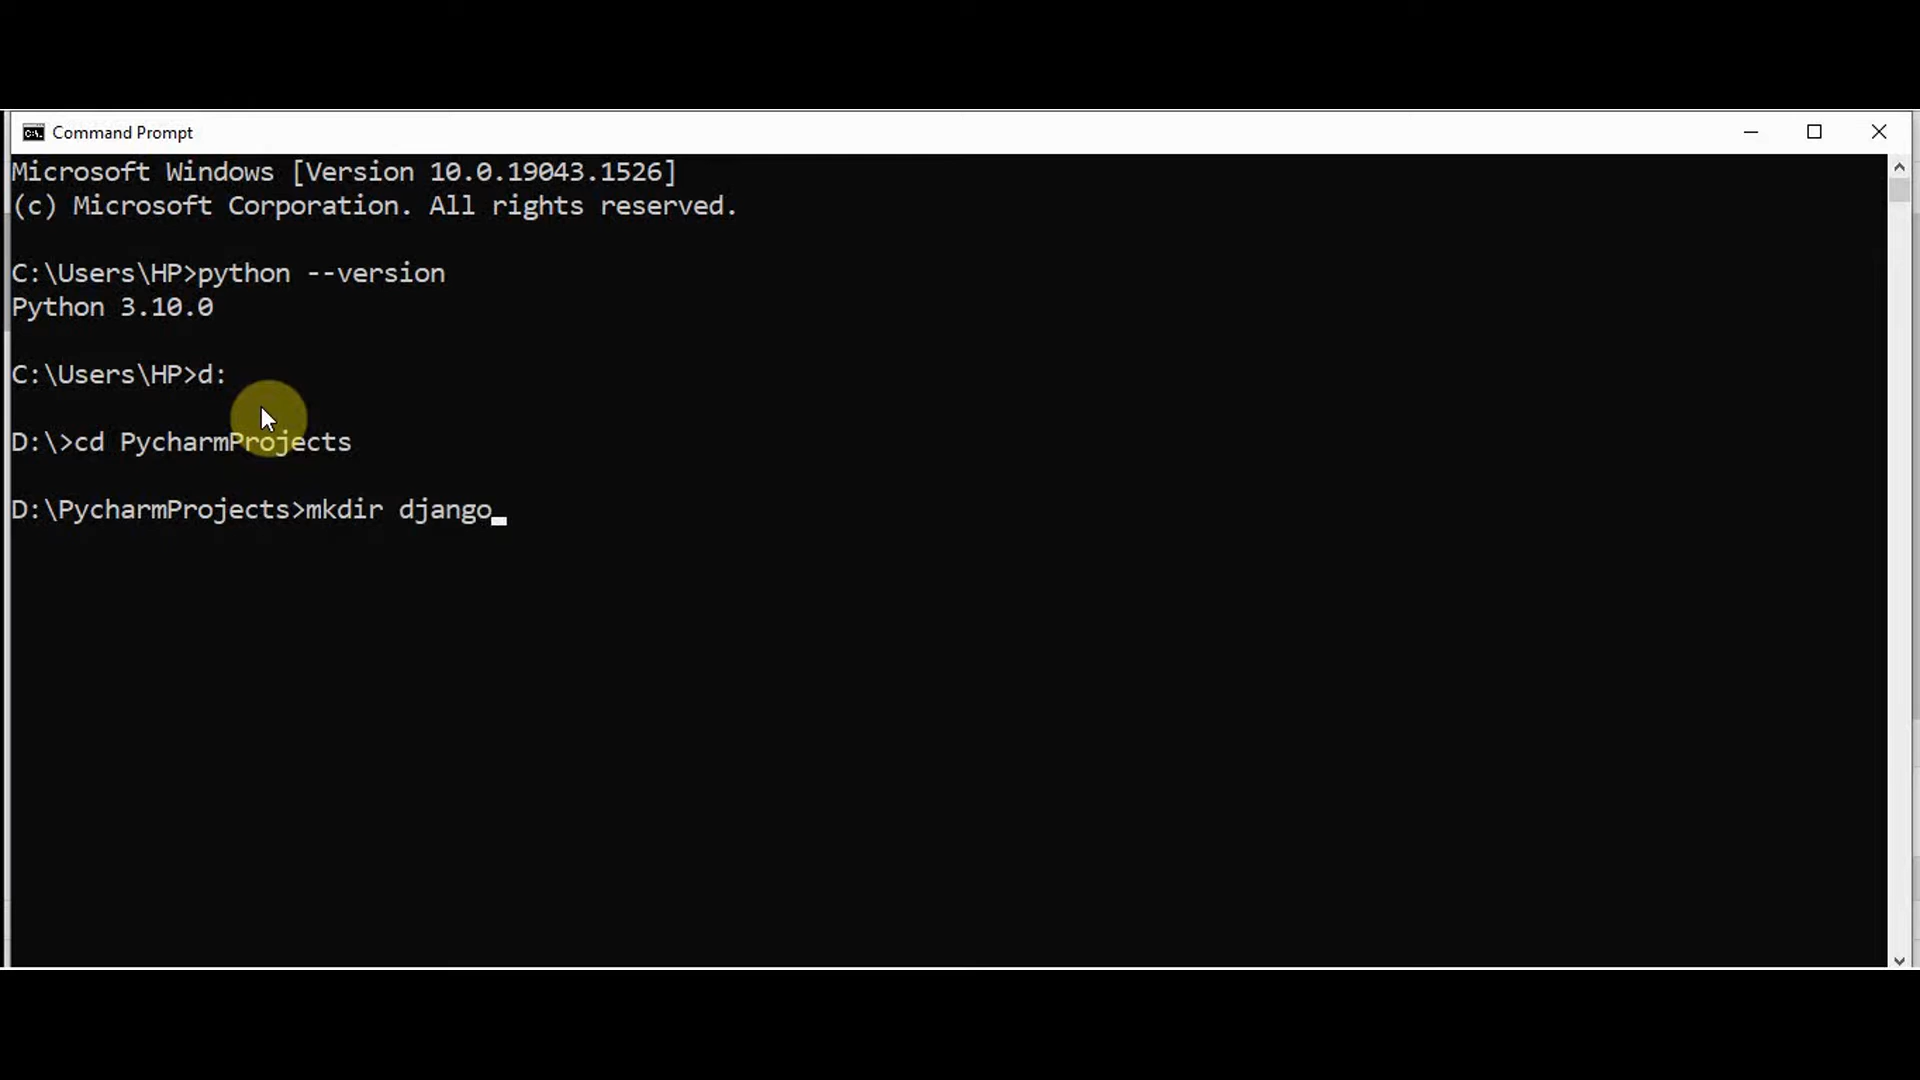 Command Prompt
Microsoft Windows [Version 10.0.19043.1526]
(c) Microsoft Corporation. All rights reserved.
C:\Users\HP>python --version
Python 3.10.0
C:\Users\HP>d:
D:\>cd PycharmProjects
D:\PycharmProjects>mkdir django_